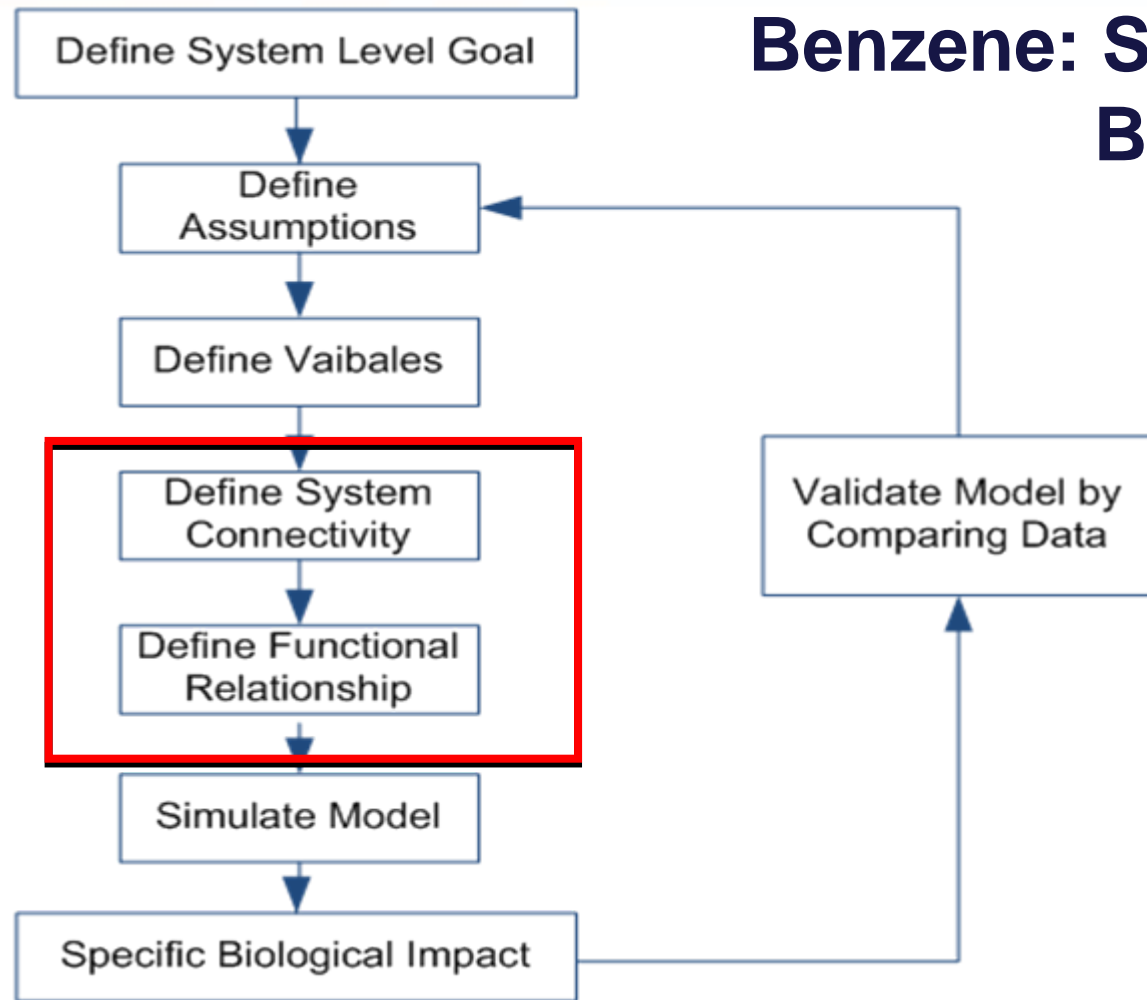 Benzene: S
B
Define System Level Goal
Define
Assumptions
Define Vaibales
Define System
Connectivity
Define Functional
Relationship
Simulate Model
Specific Biological Impact
Validate Model by
Comparing Data